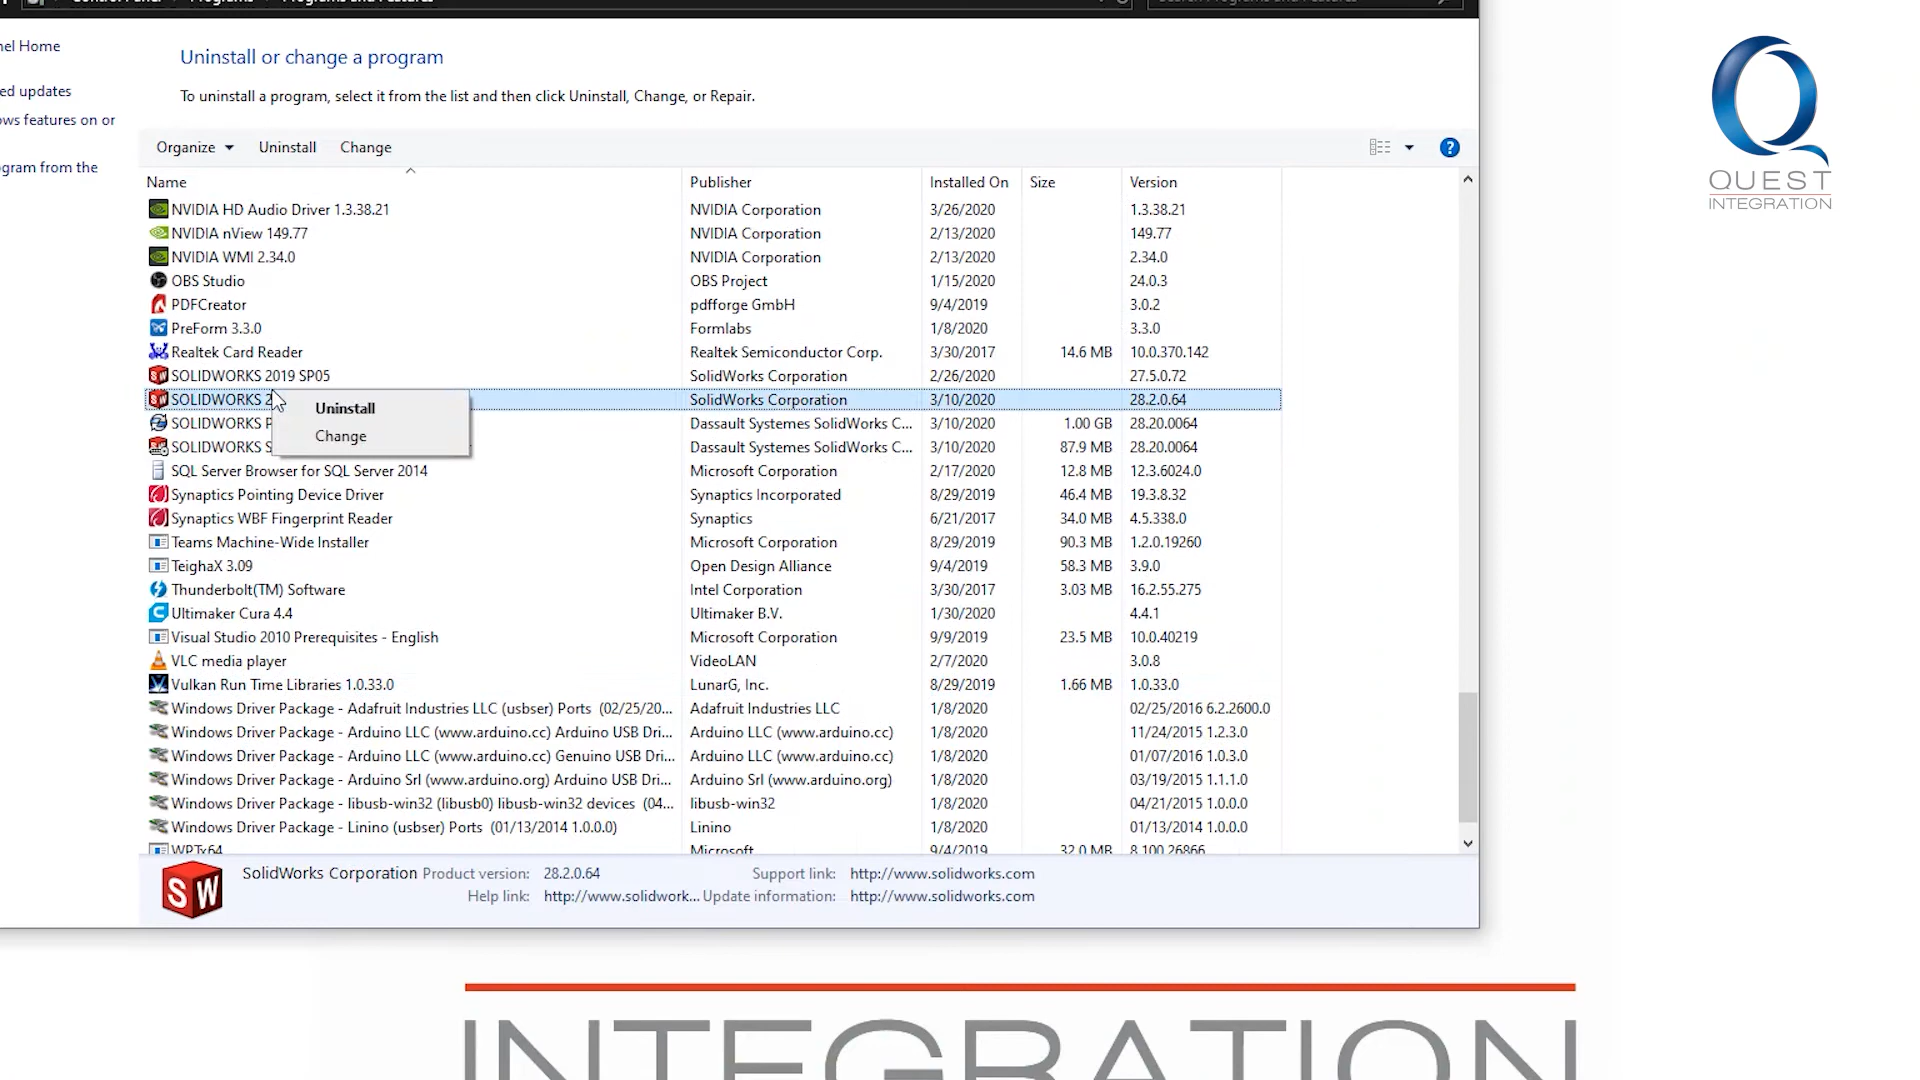 Control Panel Programs Programs and Features Search Programs and Features
nel Home
ed updates
ows features on or
ogram from the
Uninstall or change a program
To uninstall a program, select it from the list and then click Uninstall, Change, or Repair.
Organize Uninstall Change ?
Name Publisher Installed On Size Version
NVIDIA HD Audio Driver 1.3.38.21 NVIDIA Corporation 3/26/2020 1.3.38.21
NVIDIA nView 149.77 NVIDIA Corporation 2/13/2020 149.77
NVIDIA WMI 2.34.0 NVIDIA Corporation 2/13/2020 2.34.0
OBS Studio OBS Project 1/15/2020 24.0.3
PDFCreator pdfforge GmbH 9/4/2019 3.0.2
PreForm 3.3.0 Formlabs 1/8/2020 3.3.0
Realtek Card Reader Realtek Semiconductor Corp. 3/30/2017 14.6 MB 10.0.370.142
SOLIDWORKS 2019 SP05 SolidWorks Corporation 2/26/2020 27.5.0.72
SOLIDWORKS 2 SolidWorks Corporation 3/10/2020 28.2.0.64
Uninstall
Change
SOLIDWORKS P Dassault Systemes SolidWorks C... 3/10/2020 1.00 GB 28.20.0064
SOLIDWORKS S Dassault Systemes SolidWorks C... 3/10/2020 87.9 MB 28.20.0064
SQL Server Browser for SQL Server 2014 Microsoft Corporation 2/17/2020 12.8 MB 12.3.6024.0
Synaptics Pointing Device Driver Synaptics Incorporated 8/29/2019 46.4 MB 19.3.8.32
Synaptics WBF Fingerprint Reader Synaptics 6/21/2017 34.0 MB 4.5.338.0
Teams Machine-Wide Installer Microsoft Corporation 8/29/2019 90.3 MB 1.2.0.19260
TeighaX 3.09 Open Design Alliance 9/4/2019 58.3 MB 3.9.0
Thunderbolt(TM) Software Intel Corporation 3/30/2017 3.03 MB 16.2.55.275
Ultimaker Cura 4.4 Ultimaker B.V. 1/30/2020 4.4.1
Visual Studio 2010 Prerequisites - English Microsoft Corporation 9/9/2019 23.5 MB 10.0.40219
VLC media player VideoLAN 2/7/2020 3.0.8
Vulkan Run Time Libraries 1.0.33.0 LunarG, Inc. 8/29/2019 1.66 MB 1.0.33.0
Windows Driver Package - Adafruit Industries LLC (usbser) Ports (02/25/20... Adafruit Industries LLC 1/8/2020 02/25/2016 6.2.2600.0
Windows Driver Package - Arduino LLC (www.arduino.cc) Arduino USB Dri... Arduino LLC (www.arduino.cc) 1/8/2020 11/24/2015 1.2.3.0
Windows Driver Package - Arduino LLC (www.arduino.cc) Genuino USB Dri... Arduino LLC (www.arduino.cc) 1/8/2020 01/07/2016 1.0.3.0
Windows Driver Package - Arduino Srl (www.arduino.org) Arduino USB Dri... Arduino Srl (www.arduino.org) 1/8/2020 03/19/2015 1.1.1.0
Windows Driver Package - libusb-win32 (libusb0) libusb-win32 devices (04... libusb-win32 1/8/2020 04/21/2015 1.0.0.0
Windows Driver Package - Linino (usbser) Ports (01/13/2014 1.0.0.0) Linino 1/8/2020 01/13/2014 1.0.0.0
WPTx64 Microsoft 9/4/2019 32.0 MB 8.100.26866
SW
SolidWorks Corporation Product version: 28.2.0.64 Support link: http://www.solidworks.com
Help link: http://www.solidwork... Update information: http://www.solidworks.com
QUEST
INTEGRATION
INTEGRATION